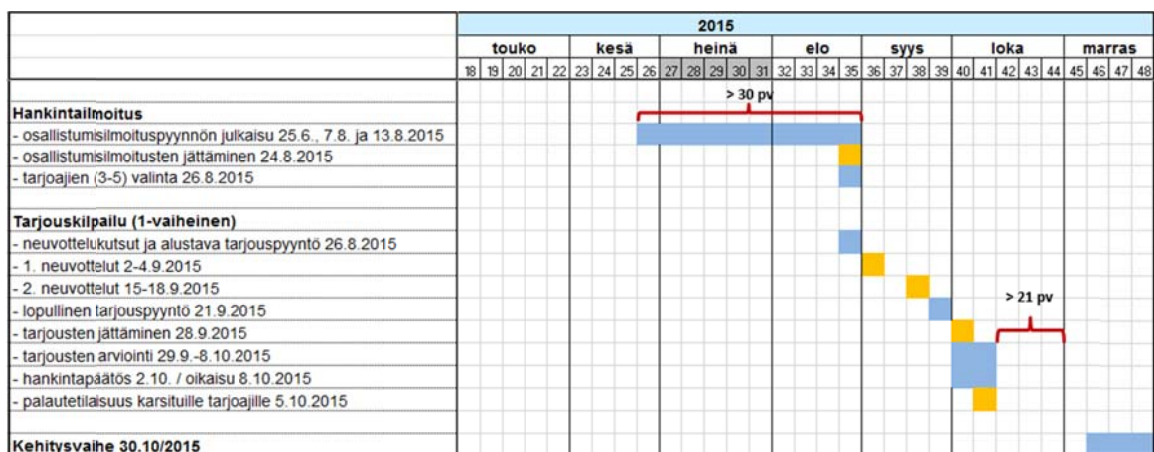 2015
touko kesä heinä elo syys loka marras
18 19 20 21 22 23 24 25 26 27 28 29 30 31 32 33 34 35 36 37 38 39 40 41 42 43 44 45 46 47 48
> 30 pv
Hankintailmoitus
- osallistumisilmoituspyynnön julkaisu 25.6., 7.8. ja 13.8.2015
- osallistumisilmoitusten jättäminen 24.8.2015
- tarjoajien (3-5) valinta 26.8.2015
Tarjouskilpailu (1-vaiheinen)
- neuvottelukutsut ja alustava tarjouspyyntö 26.8.2015
- 1. neuvottelut 2-4.9.2015
- 2. neuvottelut 15-18.9.2015
> 21 pv
- lopullinen tarjouspyyntö 21.9.2015
- tarjousten jättäminen 28.9.2015
- tarjousten arviointi 29.9.-8.10.2015
- hankintapäätös 2.10. / oikaisu 8.10.2015
- palautetilaisuus karsituille tarjoajille 5.10.2015
Kehitysvaihe 30.10/2015